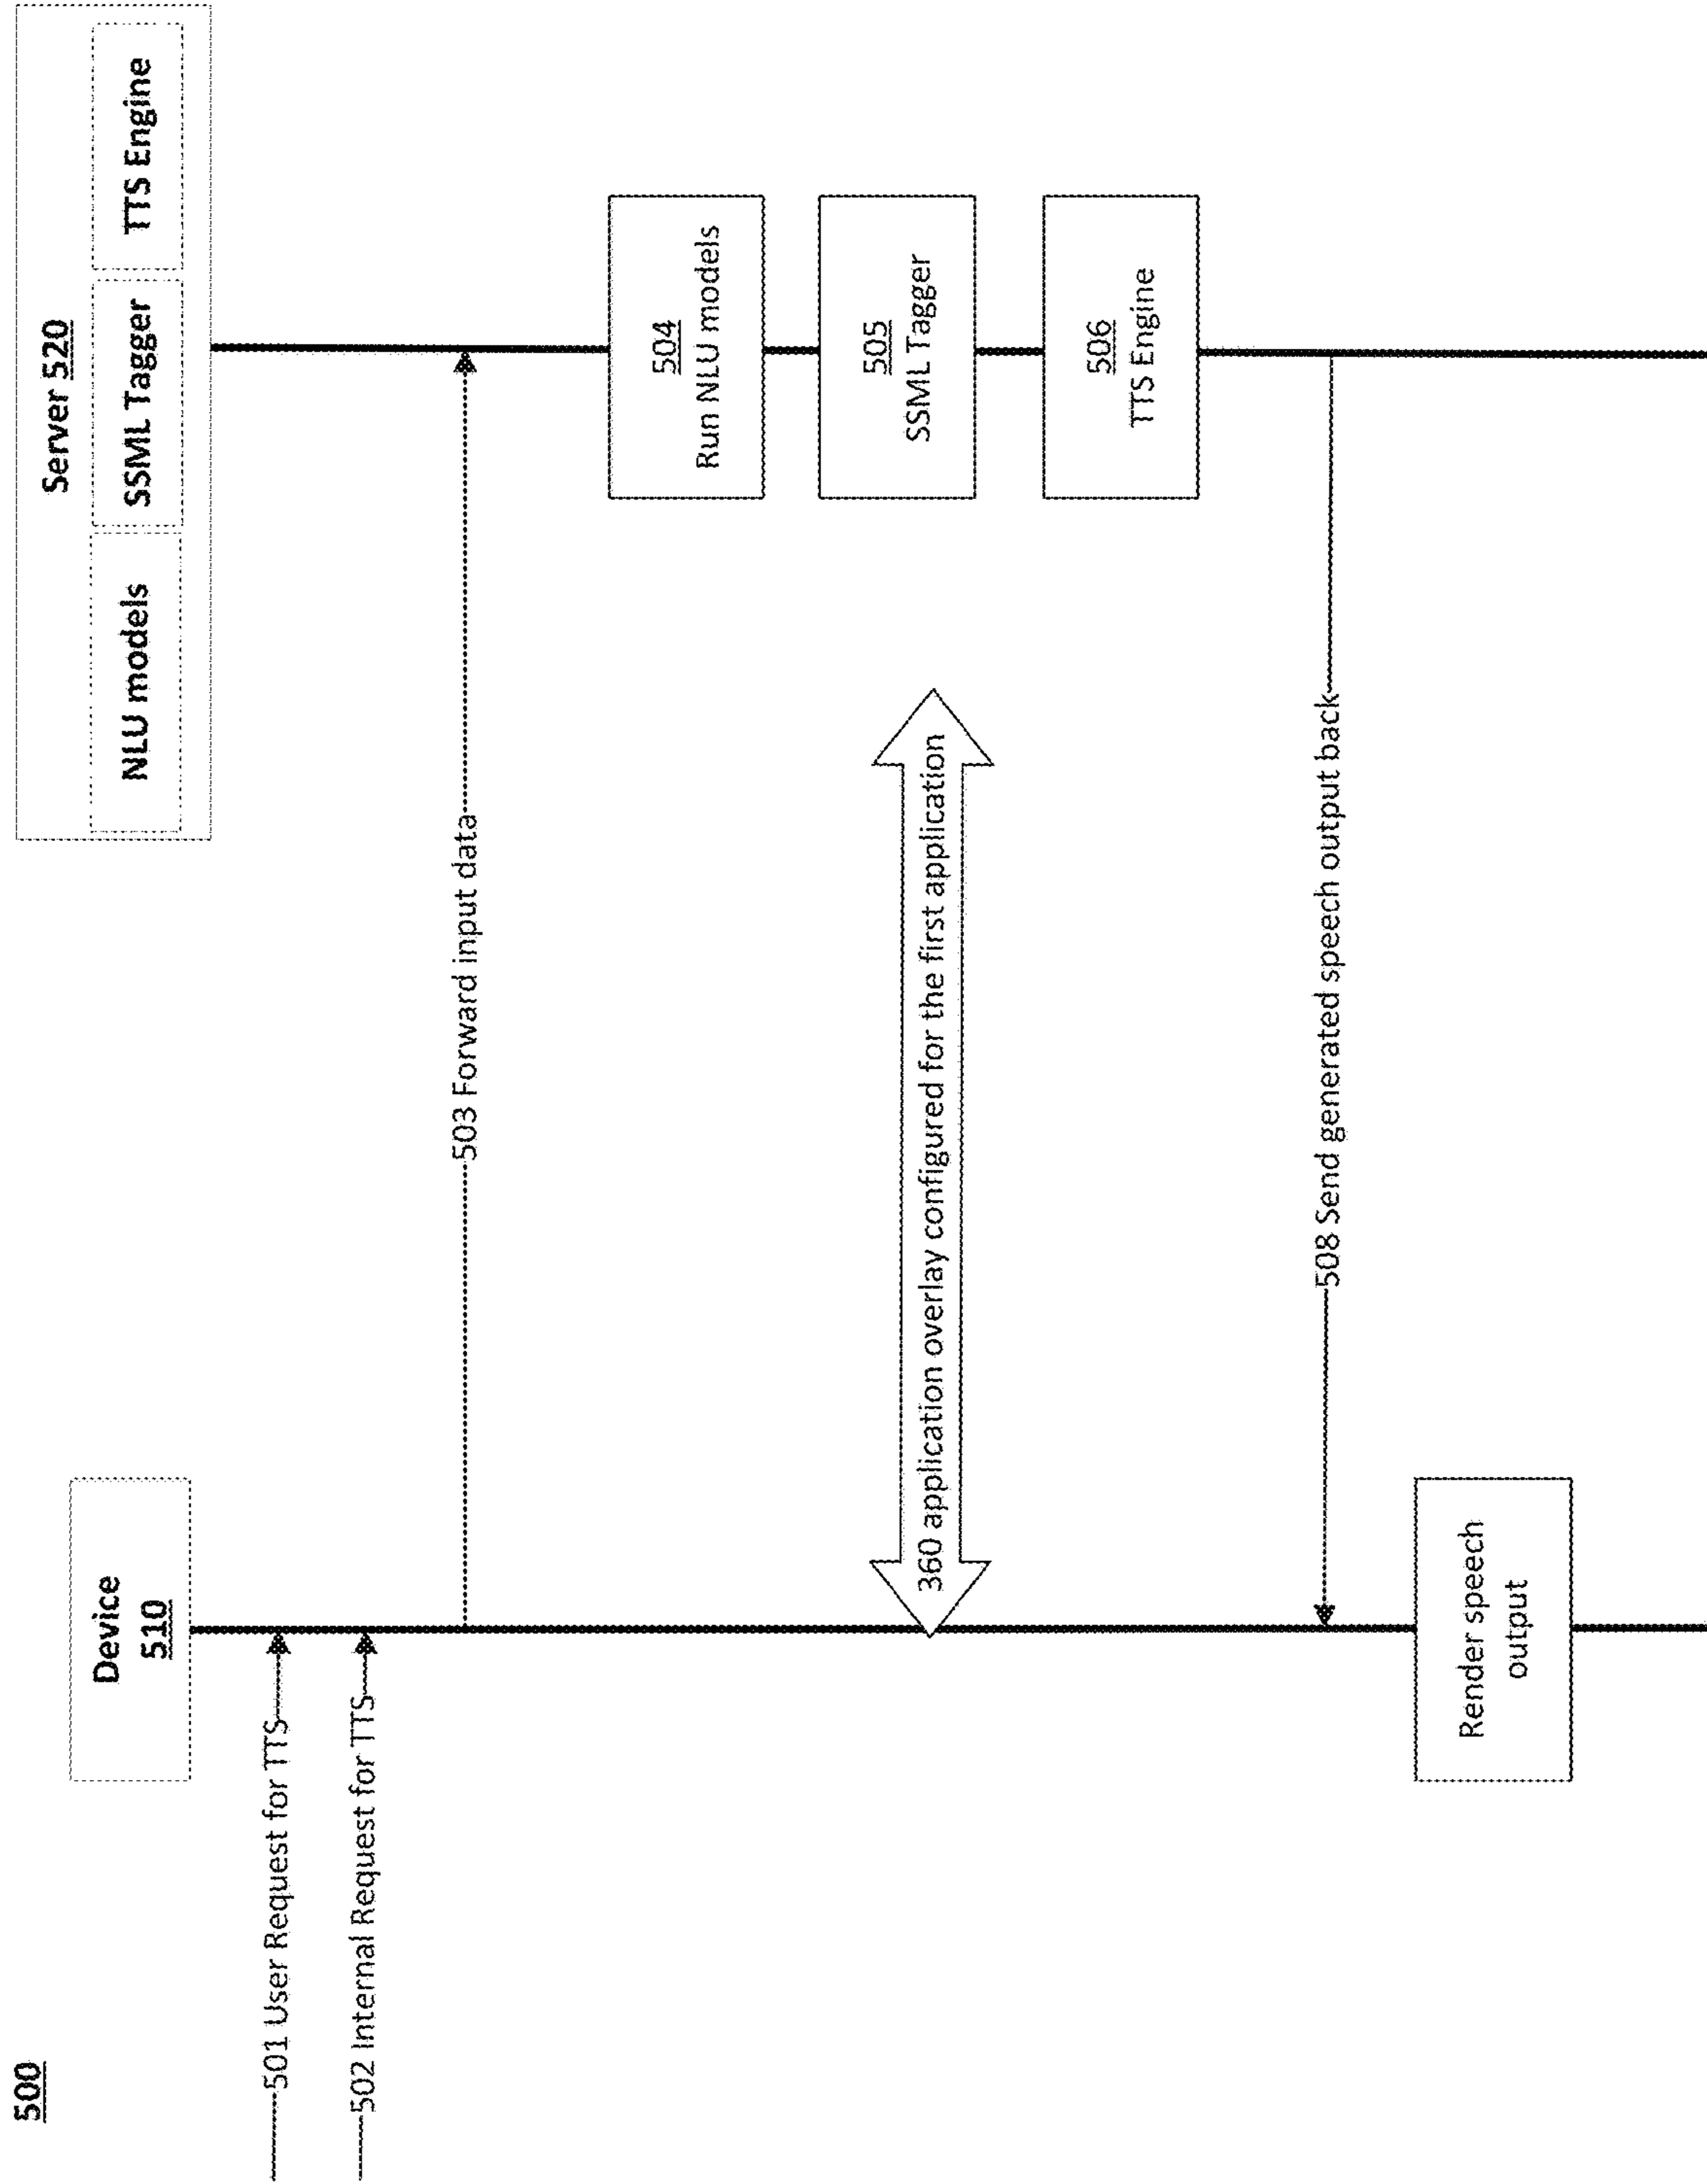 500
Device
510
Server 520
NLU models
SSML Tagger
TTS Engine
501 User Request for TTS
502 Internal Request for TTS
503 Forward input data
504
Run NLU models
505
SSML Tagger
360 application overlay configured for the first application
506
TTS Engine
508 Send generated speech output back
Render speech
output